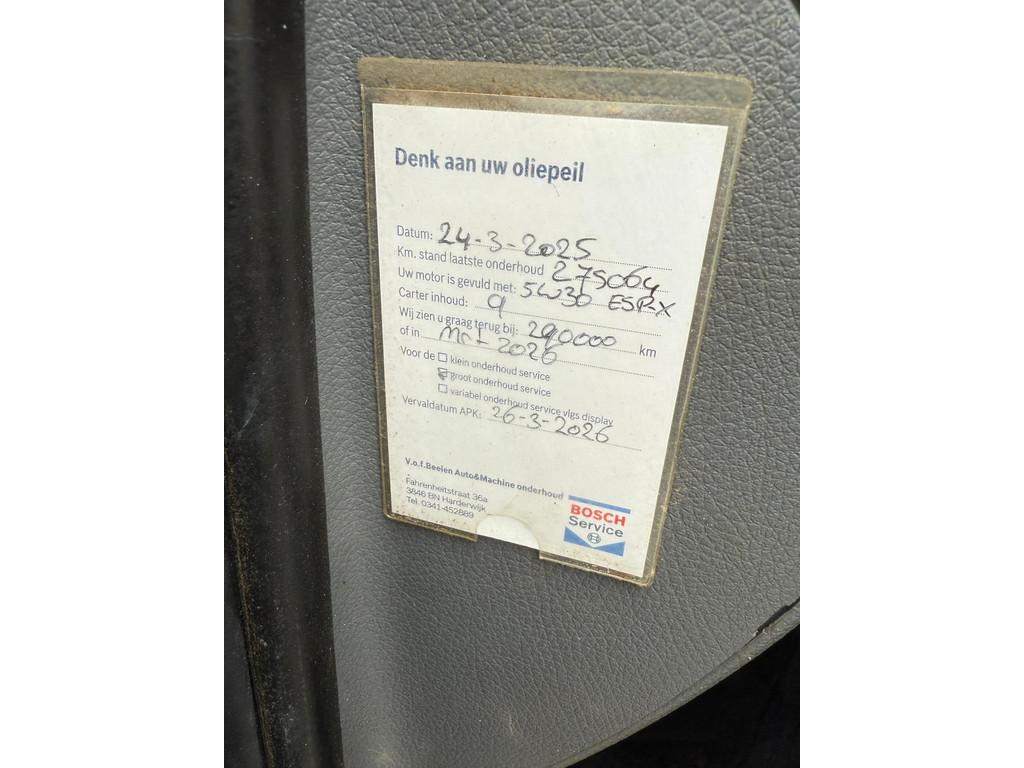 Denk aan uw oliepeil
Datum: 24-3-2025
Km. stand laatste onderhoud 275064
Uw motor is gevuld met: 5W30 ESP-X
Carter inhoud: 9
Wij zien u graag terug bij: 290000 km
of in mrt 2026
Voor de ☐ klein onderhoud service
☑ groot onderhoud service
☐ variabel onderhoud service vlgs display
Vervaldatum APK: 26-3-2026
V.o.f. Beelen Auto&Machine onderhoud
Fahrenheitstraat 36a
3846 BN Harderwijk
Tel. 0341-452889
BOSCH
Service